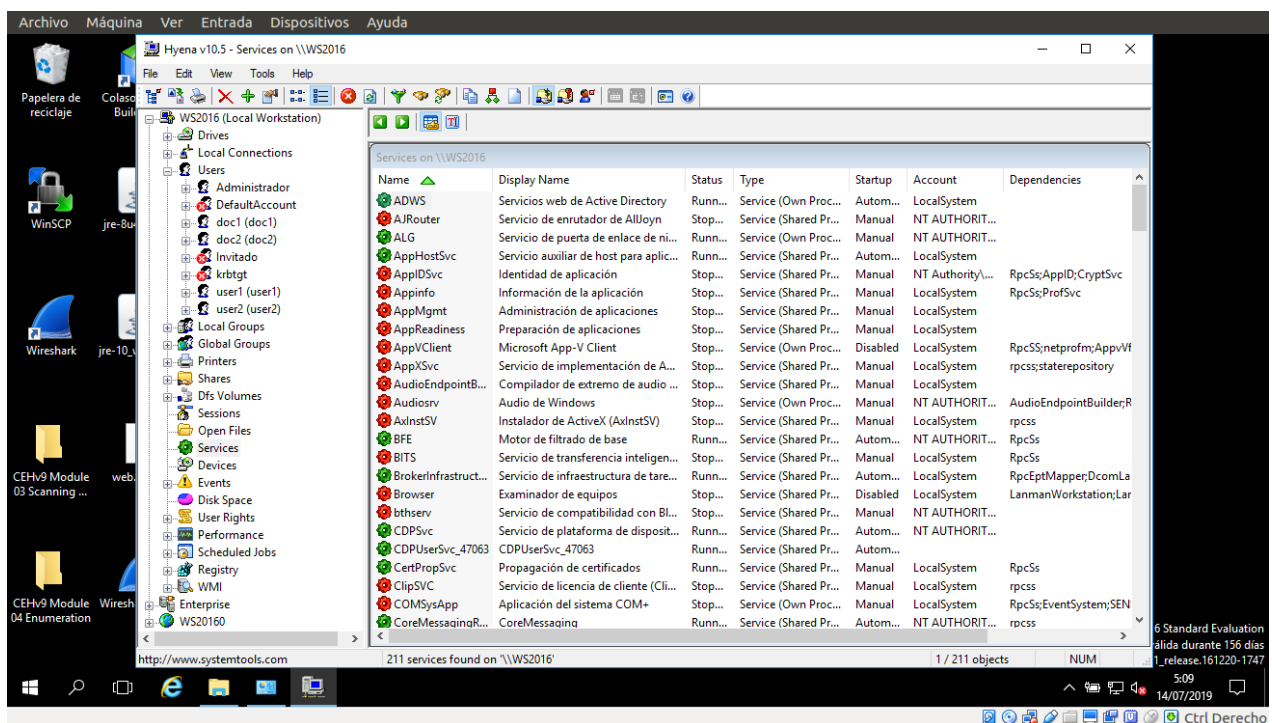 Archivo Máquina Ver Entrada Dispositivos Ayuda
Papelera de reciclaje
Colaso
Buil
WinSCP
jre-8u
Wireshark
jre-10_v
CEHv9 Module 03 Scanning ...
web.
CEHv9 Module 04 Enumeration
Wiresh
Hyena v10.5 - Services on \\WS2016
File Edit View Tools Help
WS2016 (Local Workstation)
Drives
Local Connections
Users
Administrador
DefaultAccount
doc1 (doc1)
doc2 (doc2)
Invitado
krbtgt
user1 (user1)
user2 (user2)
Local Groups
Global Groups
Printers
Shares
Dfs Volumes
Sessions
Open Files
Services
Devices
Events
Disk Space
User Rights
Performance
Scheduled Jobs
Registry
WMI
Enterprise
WS20160
Services on \\WS2016
Name Display Name Status Type Startup Account Dependencies
ADWS Servicios web de Active Directory Runn... Service (Own Proc... Autom... LocalSystem
AJRouter Servicio de enrutador de AllJoyn Stop... Service (Shared Pr... Manual NT AUTHORIT...
ALG Servicio de puerta de enlace de ni... Runn... Service (Own Proc... Manual NT AUTHORIT...
AppHostSvc Servicio auxiliar de host para aplic... Runn... Service (Shared Pr... Autom... LocalSystem
AppIDSvc Identidad de aplicación Stop... Service (Shared Pr... Manual NT Authority\... RpcSs;AppID;CryptSvc
Appinfo Información de la aplicación Stop... Service (Shared Pr... Manual LocalSystem RpcSs;ProfSvc
AppMgmt Administración de aplicaciones Stop... Service (Shared Pr... Manual LocalSystem
AppReadiness Preparación de aplicaciones Stop... Service (Shared Pr... Manual LocalSystem
AppVClient Microsoft App-V Client Stop... Service (Own Proc... Disabled LocalSystem RpcSS;netprofm;AppvVf
AppXSvc Servicio de implementación de A... Stop... Service (Shared Pr... Manual LocalSystem rpcss;staterepository
AudioEndpointB... Compilador de extremo de audio ... Stop... Service (Shared Pr... Manual LocalSystem
Audiosrv Audio de Windows Stop... Service (Own Proc... Manual NT AUTHORIT... AudioEndpointBuilder;R
AxInstSV Instalador de ActiveX (AxInstSV) Stop... Service (Shared Pr... Manual LocalSystem rpcss
BFE Motor de filtrado de base Runn... Service (Shared Pr... Autom... NT AUTHORIT... RpcSs
BITS Servicio de transferencia inteligen... Stop... Service (Shared Pr... Manual LocalSystem RpcSs
BrokerInfrastruct... Servicio de infraestructura de tare... Runn... Service (Shared Pr... Autom... LocalSystem RpcEptMapper;DcomLa
Browser Examinador de equipos Stop... Service (Shared Pr... Disabled LocalSystem LanmanWorkstation;Lar
bthserv Servicio de compatibilidad con Bl... Stop... Service (Shared Pr... Manual NT AUTHORIT...
CDPSvc Servicio de plataforma de disposit... Runn... Service (Shared Pr... Autom... NT AUTHORIT...
CDPUserSvc_47063 CDPUserSvc_47063 Runn... Service (Shared Pr... Autom...
CertPropSvc Propagación de certificados Runn... Service (Shared Pr... Manual LocalSystem RpcSs
ClipSVC Servicio de licencia de cliente (Cli... Stop... Service (Shared Pr... Manual LocalSystem rpcss
COMSysApp Aplicación del sistema COM+ Stop... Service (Own Proc... Manual LocalSystem RpcSs;EventSystem;SEN
CoreMessagingR... CoreMessaging Runn... Service (Shared Pr... Autom... NT AUTHORIT... rpcss
http://www.systemtools.com 211 services found on '\\WS2016' 1 / 211 objects NUM
6 Standard Evaluation
álida durante 156 días
1_release.161220-1747
5:09
14/07/2019
Ctrl Derecho